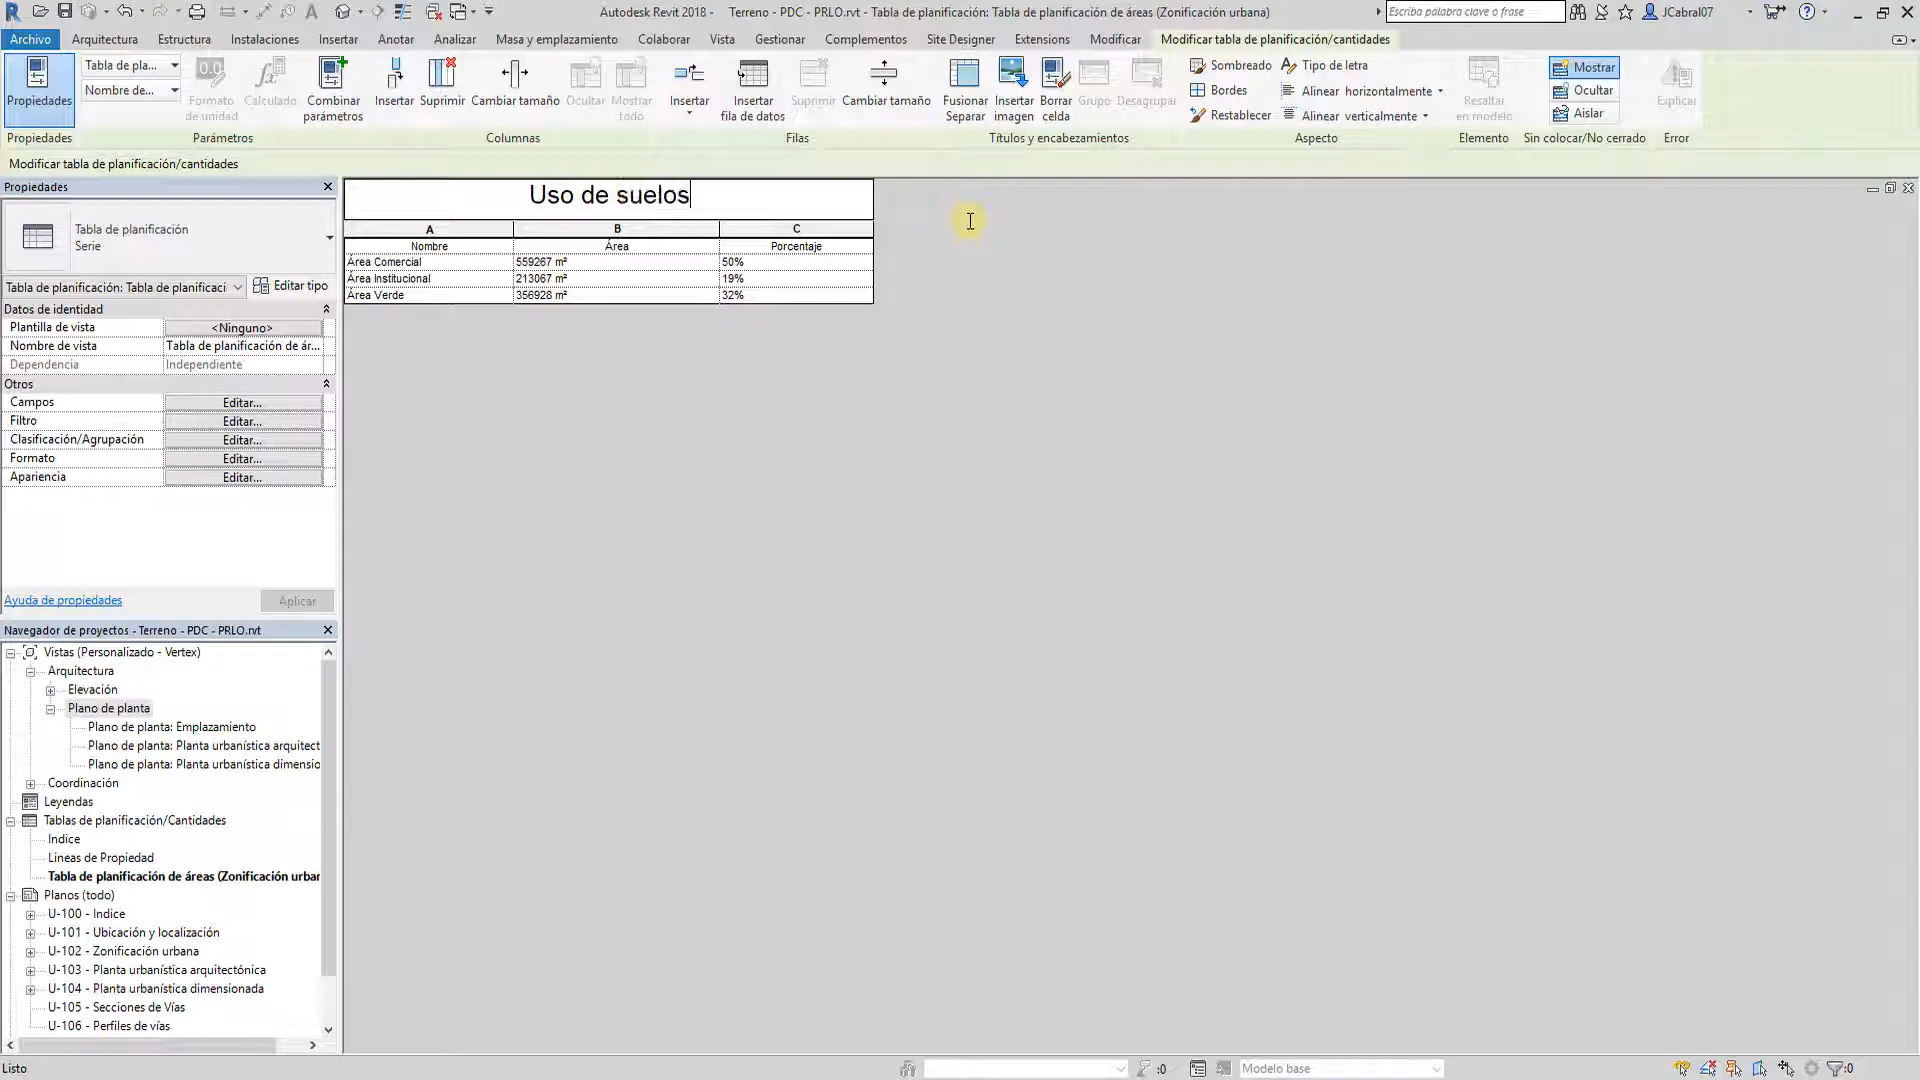 Autodesk Revit 2018 - Terreno - PDC - PRLO.rvt - Tabla de planificación: Tabla de planificación de áreas (Zonificación urbana)
Escriba palabra clave o frase
JCabral07
Archivo Arquitectura Estructura Instalaciones Insertar Anotar Analizar Masa y emplazamiento Colaborar Vista Gestionar Complementos Site Designer Extensions Modificar Modificar tabla de planificación/cantidades
Propiedades
Tabla de pla...
Nombre de...
Formato de unidad
Calculado
Combinar parámetros
Insertar
Suprimir
Cambiar tamaño
Ocultar
Mostrar todo
Insertar
Insertar fila de datos
Suprimir
Cambiar tamaño
Fusionar Separar
Insertar imagen
Borrar celda
Grupo
Desagrupar
Sombreado
Bordes
Restablecer
Tipo de letra
Alinear horizontalmente
Alinear verticalmente
Resaltar en modelo
Mostrar
Ocultar
Aislar
Explicar
Propiedades Parámetros Columnas Filas Títulos y encabezamientos Aspecto Elemento Sin colocar/No cerrado Error
Modificar tabla de planificación/cantidades
Propiedades
Tabla de planificación
Serie
Tabla de planificación: Tabla de planificaci
Editar tipo
Datos de identidad
Plantilla de vista <Ninguno>
Nombre de vista Tabla de planificación de ár...
Dependencia Independiente
Otros
Campos Editar...
Filtro Editar...
Clasificación/Agrupación Editar...
Formato Editar...
Apariencia Editar...
Ayuda de propiedades Aplicar
Uso de suelos
A B C
Nombre Área Porcentaje
Área Comercial 559267 m² 50%
Área Institucional 213067 m² 19%
Área Verde 356928 m² 32%
Navegador de proyectos - Terreno - PDC - PRLO.rvt
Vistas (Personalizado - Vertex)
Arquitectura
Elevación
Plano de planta
Plano de planta: Emplazamiento
Plano de planta: Planta urbanística arquitect
Plano de planta: Planta urbanística dimensio
Coordinación
Leyendas
Tablas de planificación/Cantidades
Indice
Lineas de Propiedad
Tabla de planificación de áreas (Zonificación urbar
Planos (todo)
U-100 - Indice
U-101 - Ubicación y localización
U-102 - Zonificación urbana
U-103 - Planta urbanística arquitectónica
U-104 - Planta urbanística dimensionada
U-105 - Secciones de Vías
U-106 - Perfiles de vías
Listo
:0
Modelo base
:0